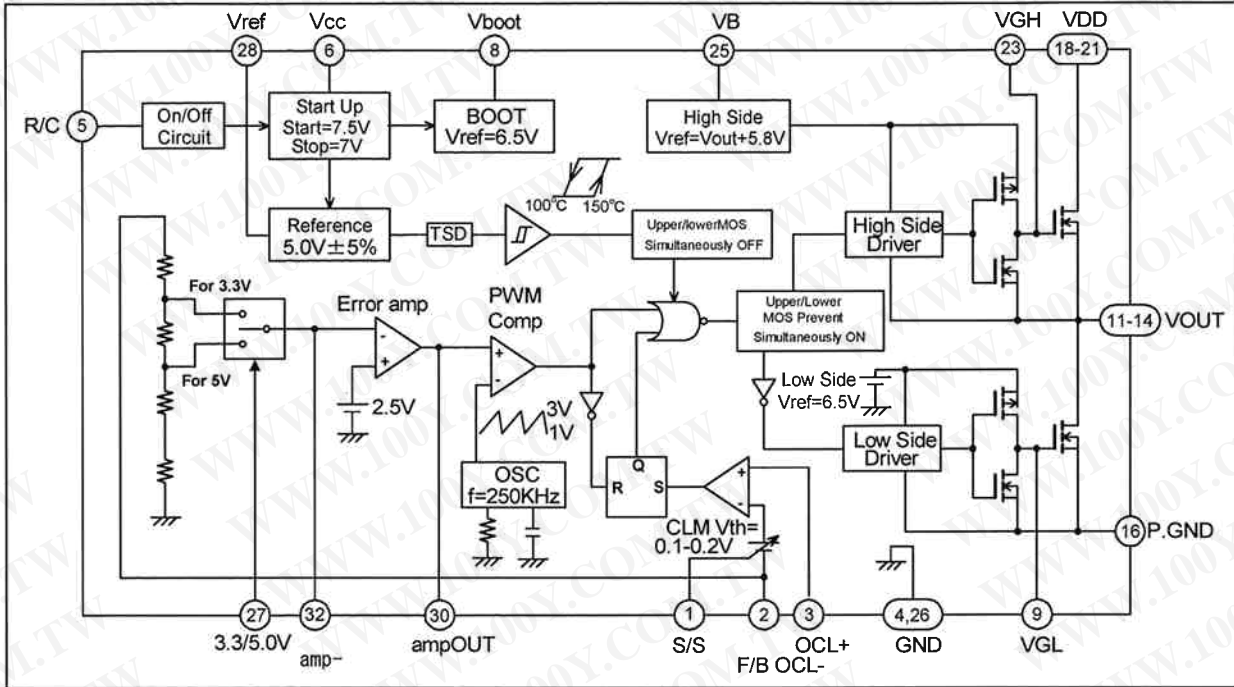 Vref
Vcc
Vboot
VB
VGH
VDD
28
6
8
25
23
18-21
R/C
5
On/Off
Circuit
Start Up
Start=7.5V
Stop=7V
BOOT
Vref=6.5V
High Side
Vref=Vout+5.8V
100°C
150°C
Reference
5.0V±5%
TSD
Upper/lowerMOS
Simultaneously OFF
High Side
Driver
For 3.3V
For 5V
Error amp
-
+
2.5V
PWM
Comp
+
-
3V
1V
OSC
f=250KHz
Upper/Lower
MOS Prevent
Simultaneously ON
11-14
VOUT
Low Side
Vref=6.5V
Low Side
Driver
Q
R
S
+
-
CLM Vth=
0.1-0.2V
16
P.GND
27
32
30
1
2
3
4,26
9
3.3/5.0V
amp-
ampOUT
S/S
F/B OCL-
OCL+
GND
VGL
WWW.100Y.COM.TW